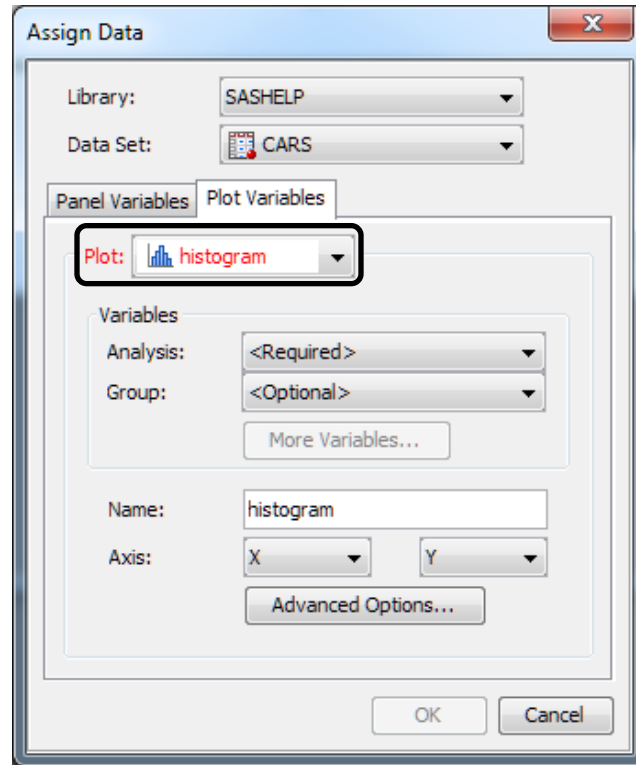 Assign Data
Library: SASHELP
Data Set: CARS
Panel Variables Plot Variables
Plot: histogram
Variables
Analysis: <Required>
Group: <Optional>
More Variables...
Name: histogram
Axis: X Y
Advanced Options...
OK Cancel